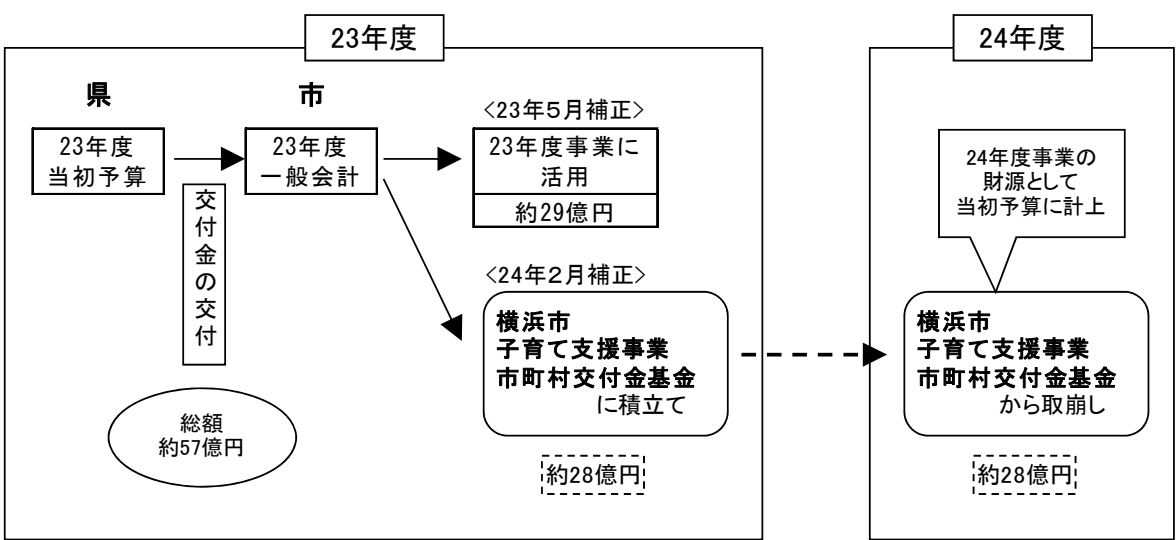 23年度
県
市
23年度
当初予算
交付金の交付
23年度
一般会計
総額
約57億円
<23年5月補正>
23年度事業に
活用
約29億円
<24年2月補正>
横浜市
子育て支援事業
市町村交付金基金
に積立て
約28億円
24年度
24年度事業の
財源として
当初予算に計上
横浜市
子育て支援事業
市町村交付金基金
から取崩し
約28億円